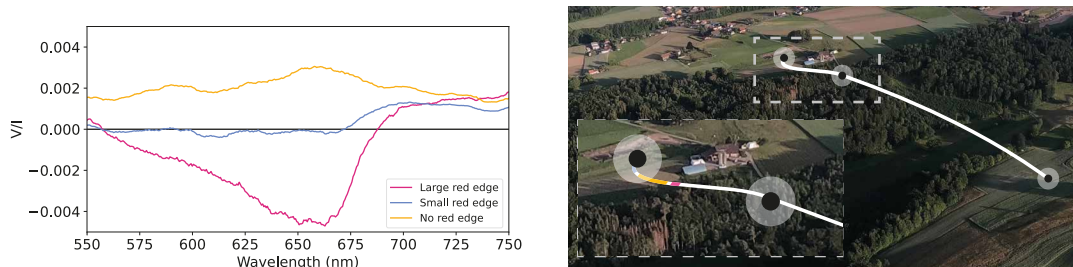 0.004
0.002
0.000
−0.002
−0.004
V/I
550 575 600 625 650 675 700 725 750
Wavelength (nm)
Large red edge
Small red edge
No red edge